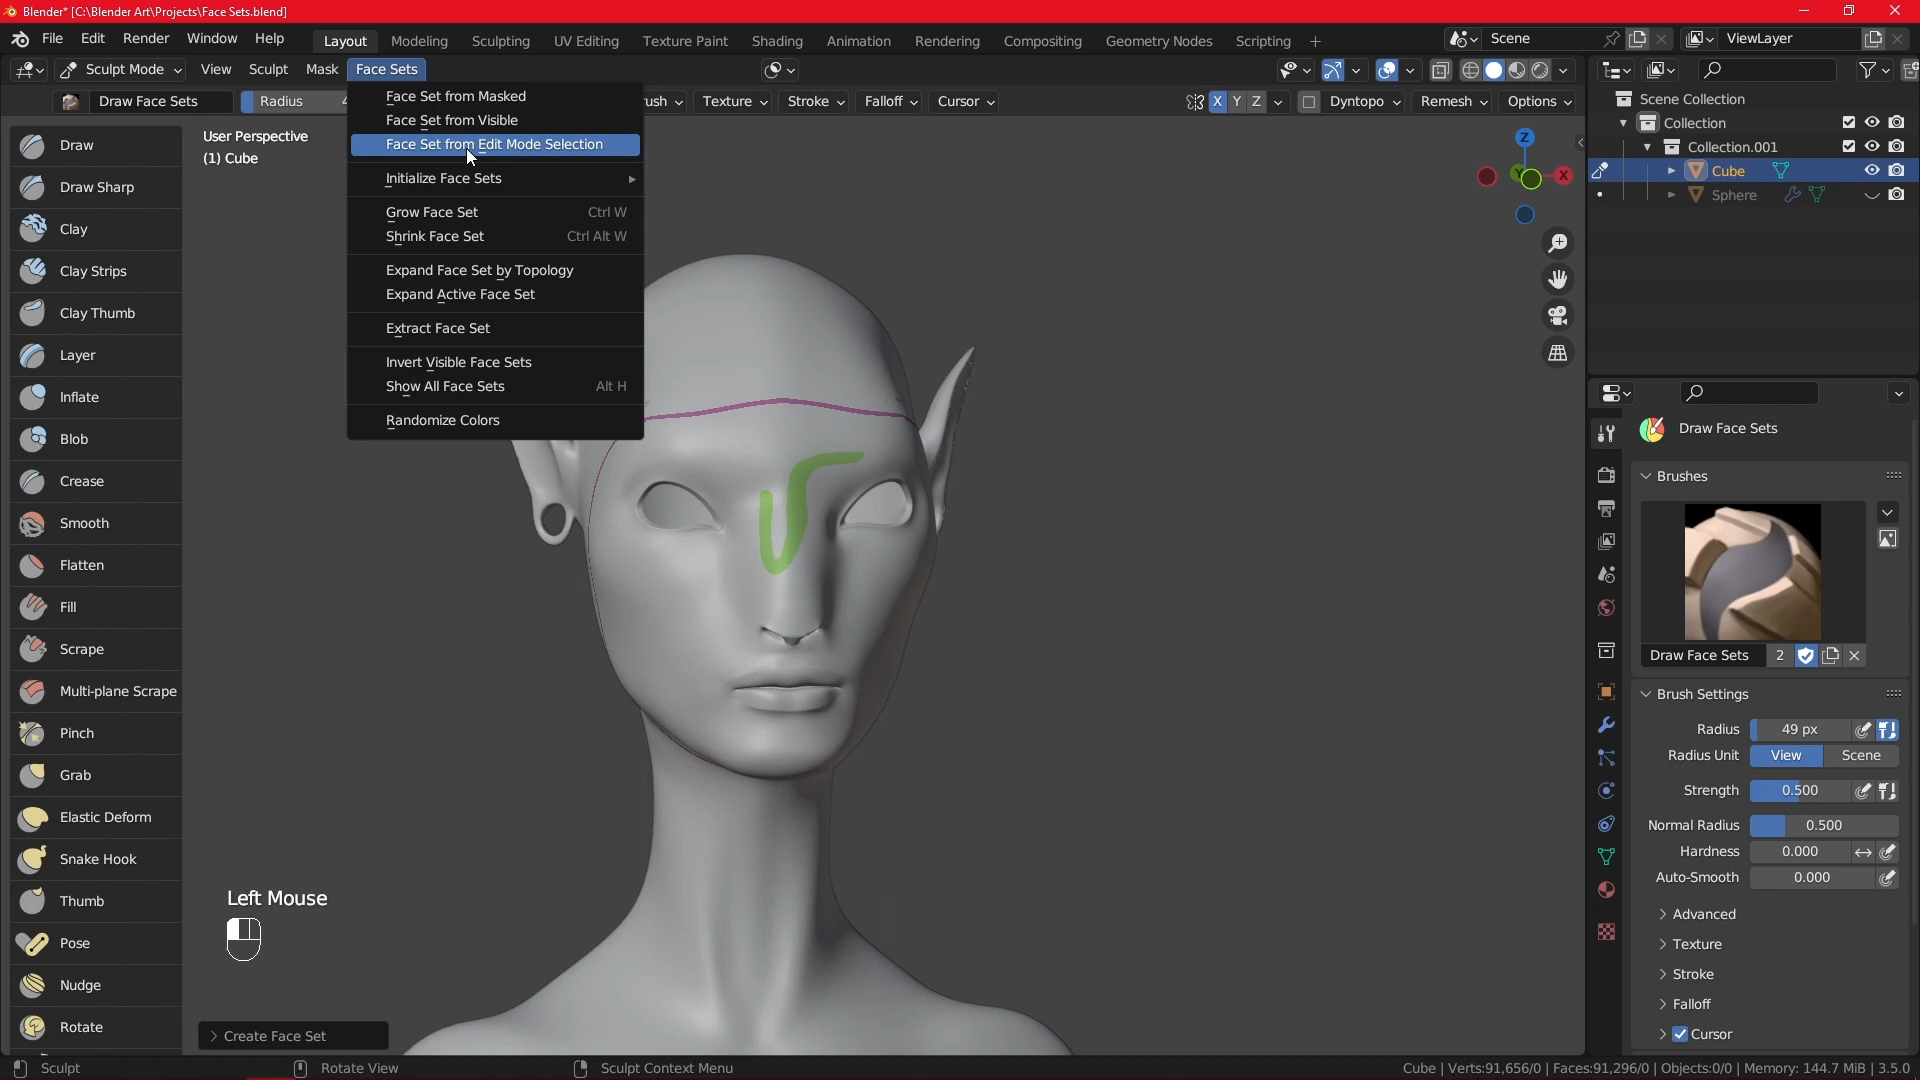 Blender* [C:\Blender Art\Projects\Face Sets.blend]
File Edit Render Window Help Layout Modeling Sculpting UV Editing Texture Paint Shading Animation Rendering Compositing Geometry Nodes Scripting + Scene ViewLayer
Sculpt Mode View Sculpt Mask Face Sets
Draw Face Sets Radius Texture Stroke Falloff Cursor X Y Z Dyntopo Remesh Options
Face Set from Masked
Face Set from Visible
Face Set from Edit Mode Selection
Initialize Face Sets
Grow Face Set Ctrl W
Shrink Face Set Ctrl Alt W
Expand Face Set by Topology
Expand Active Face Set
Extract Face Set
Invert Visible Face Sets
Show All Face Sets Alt H
Randomize Colors
User Perspective
(1) Cube
Draw
Draw Sharp
Clay
Clay Strips
Clay Thumb
Layer
Inflate
Blob
Crease
Smooth
Flatten
Fill
Scrape
Multi-plane Scrape
Pinch
Grab
Elastic Deform
Snake Hook
Thumb
Pose
Nudge
Rotate
Z
Y
X
Left Mouse
Create Face Set
Scene Collection
Collection
Collection.001
Cube
Sphere
Draw Face Sets
Brushes
Draw Face Sets 2
Brush Settings
Radius 49 px
Radius Unit View Scene
Strength 0.500
Normal Radius 0.500
Hardness 0.000
Auto-Smooth 0.000
Advanced
Texture
Stroke
Falloff
Cursor
Sculpt Rotate View Sculpt Context Menu Cube | Verts:91,656/0 | Faces:91,296/0 | Objects:0/0 | Memory: 144.7 MiB | 3.5.0